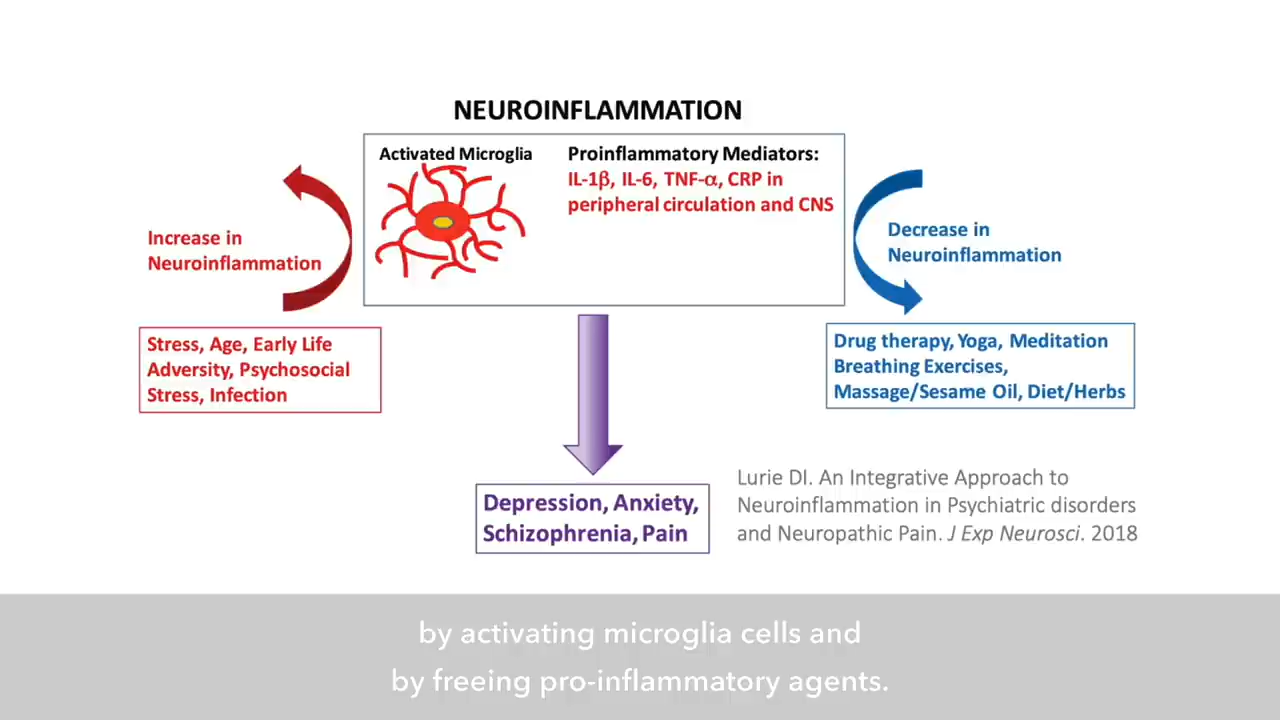 NEUROINFLAMMATION
Activated Microglia
Proinflammatory Mediators:
IL-1β, IL-6, TNF-α, CRP in
peripheral circulation and CNS
Increase in
Neuroinflammation
Decrease in
Neuroinflammation
Stress, Age, Early Life
Adversity, Psychosocial
Stress, Infection
Drug therapy, Yoga, Meditation
Breathing Exercises,
Massage/Sesame Oil, Diet/Herbs
Depression, Anxiety,
Schizophrenia, Pain
Lurie DI. An Integrative Approach to
Neuroinflammation in Psychiatric disorders
and Neuropathic Pain. J Exp Neurosci. 2018
by activating microglia cells and
by freeing pro-inflammatory agents.